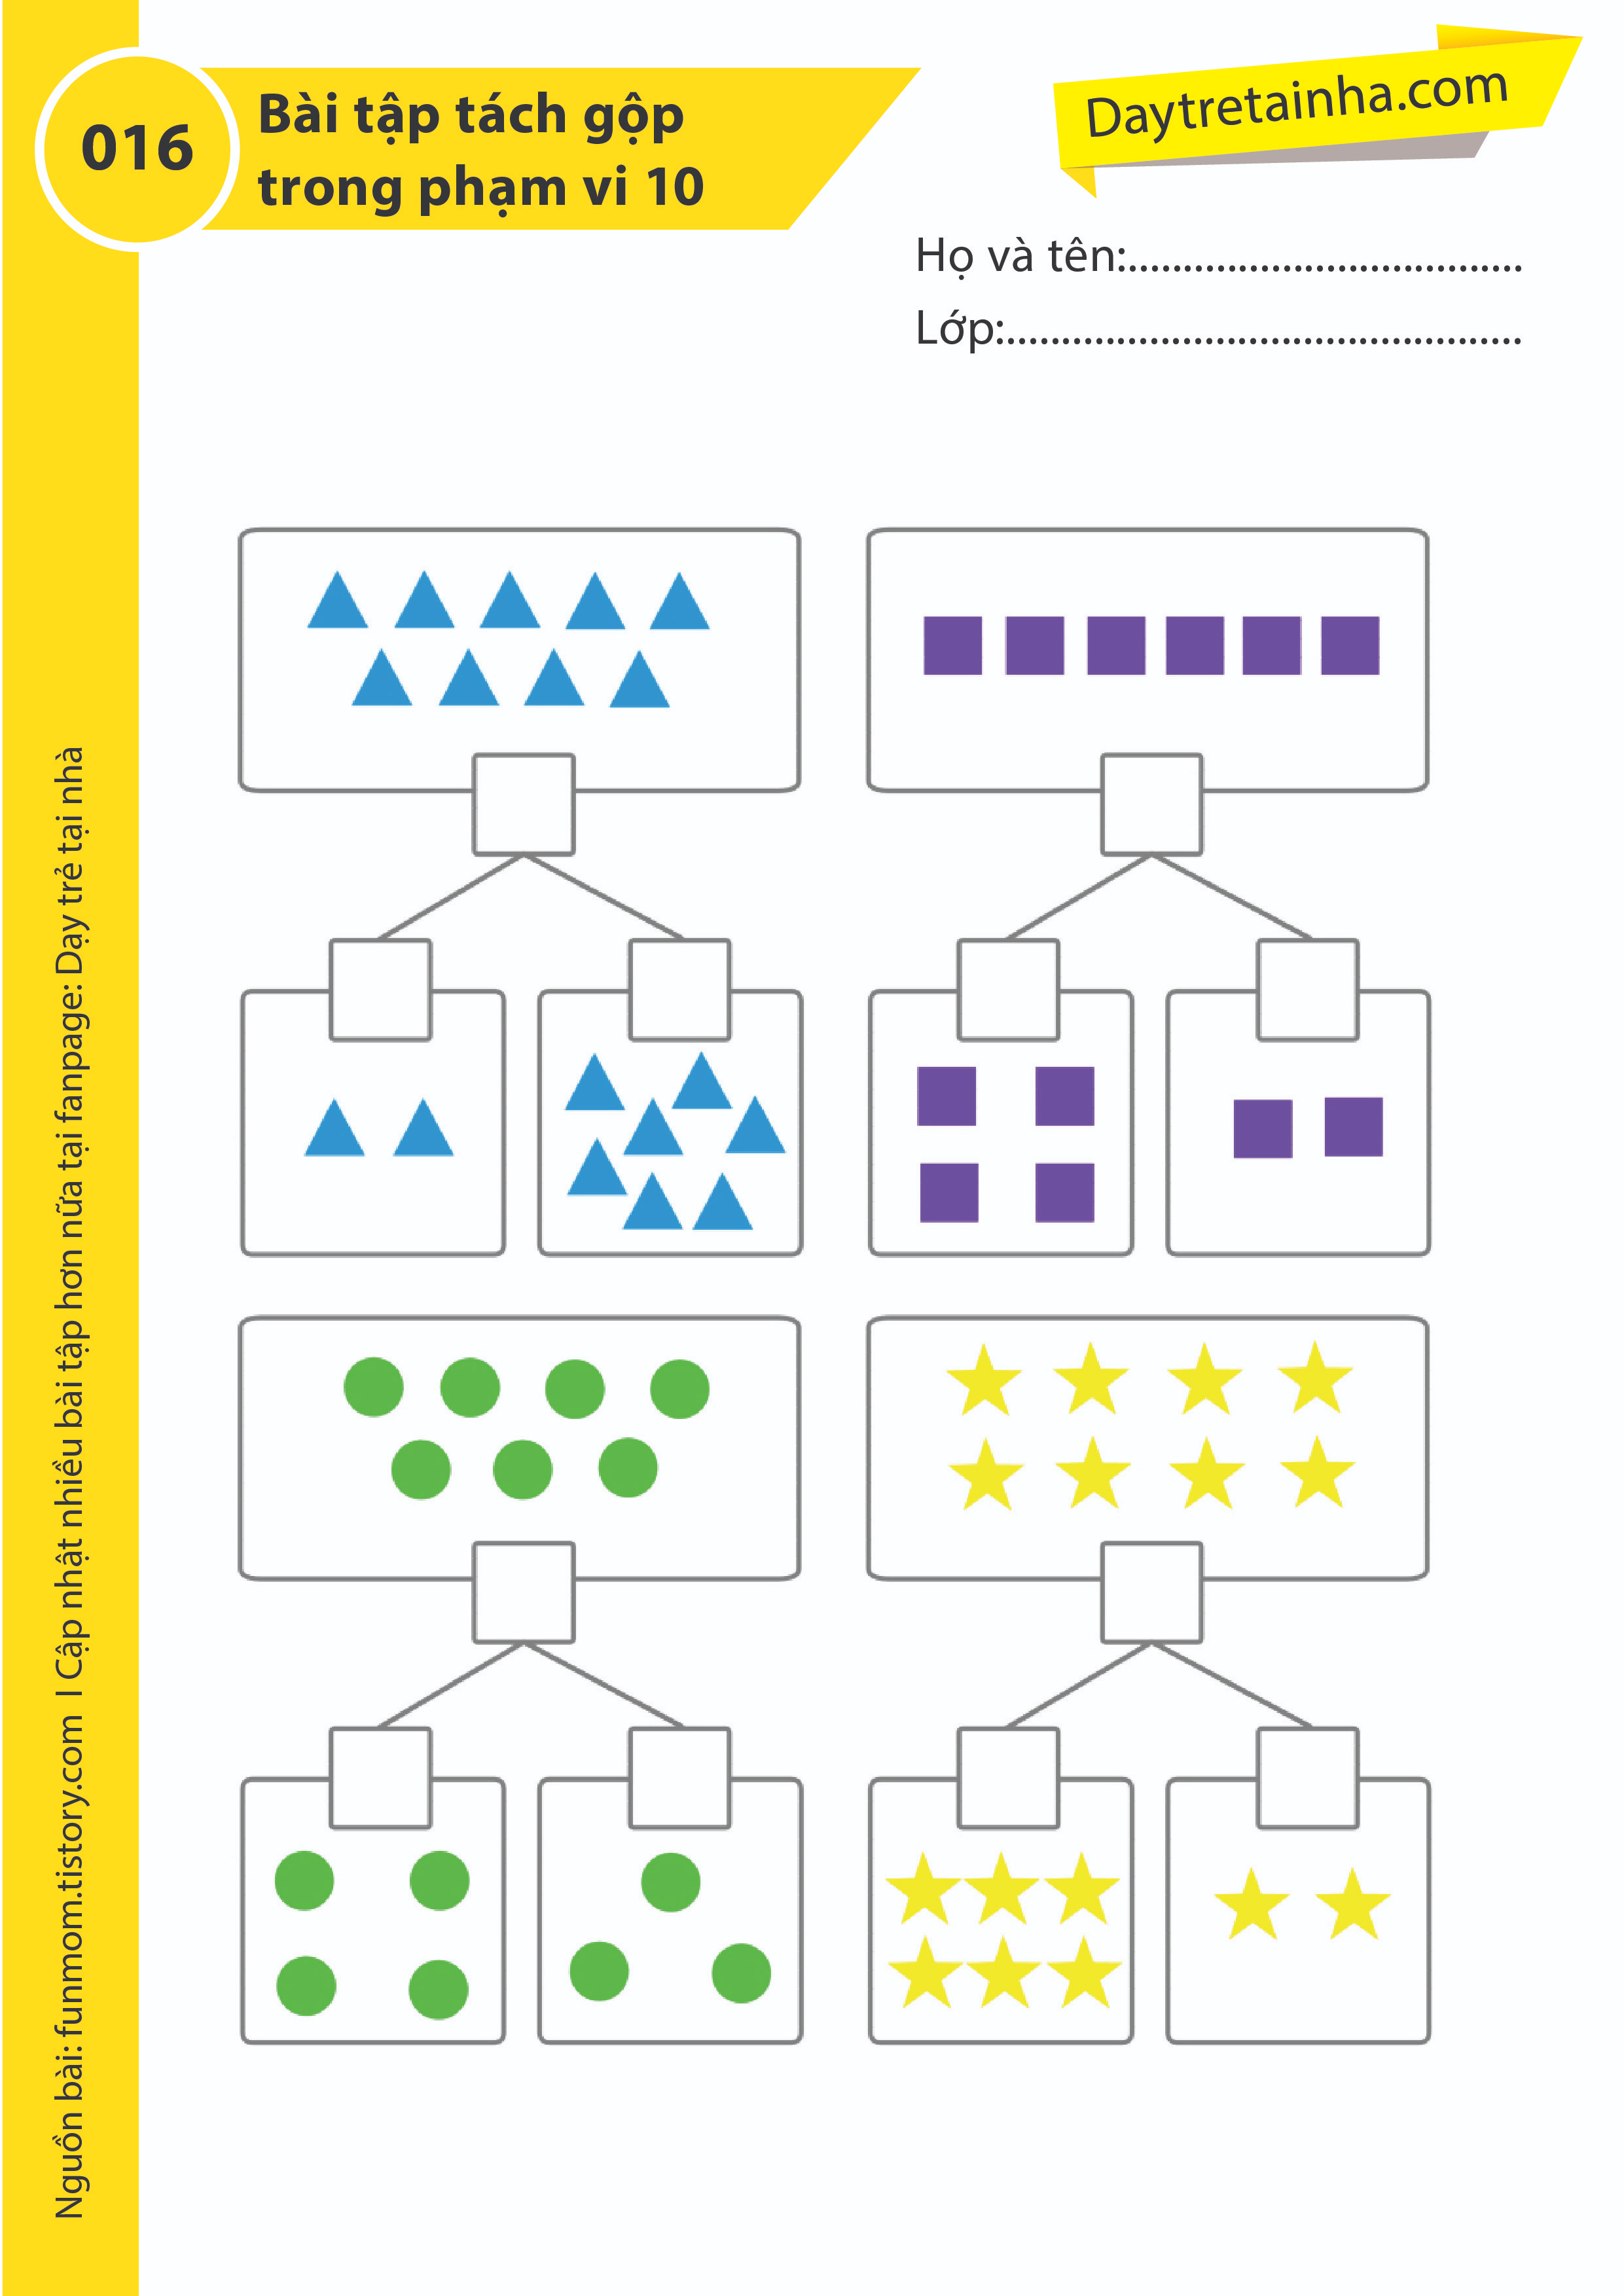 016
Bài tập tách gộp
trong phạm vi 10
Daytretainha.com
Họ và tên:....................................
Lớp:...............................................
Nguồn bài: funmom.tistory.com I Cập nhật nhiều bài tập hơn nữa tại fanpage: Dạy trẻ tại nhà